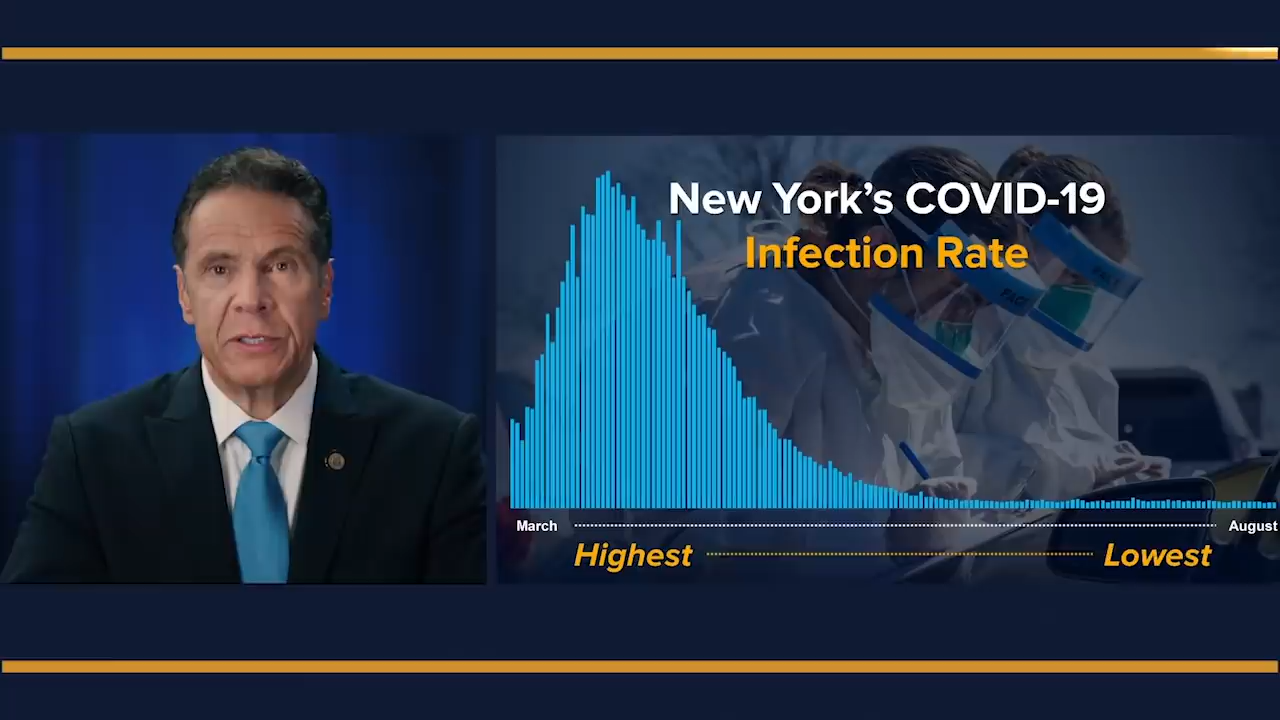 New York's COVID-19
Infection Rate
March
August
Highest
Lowest